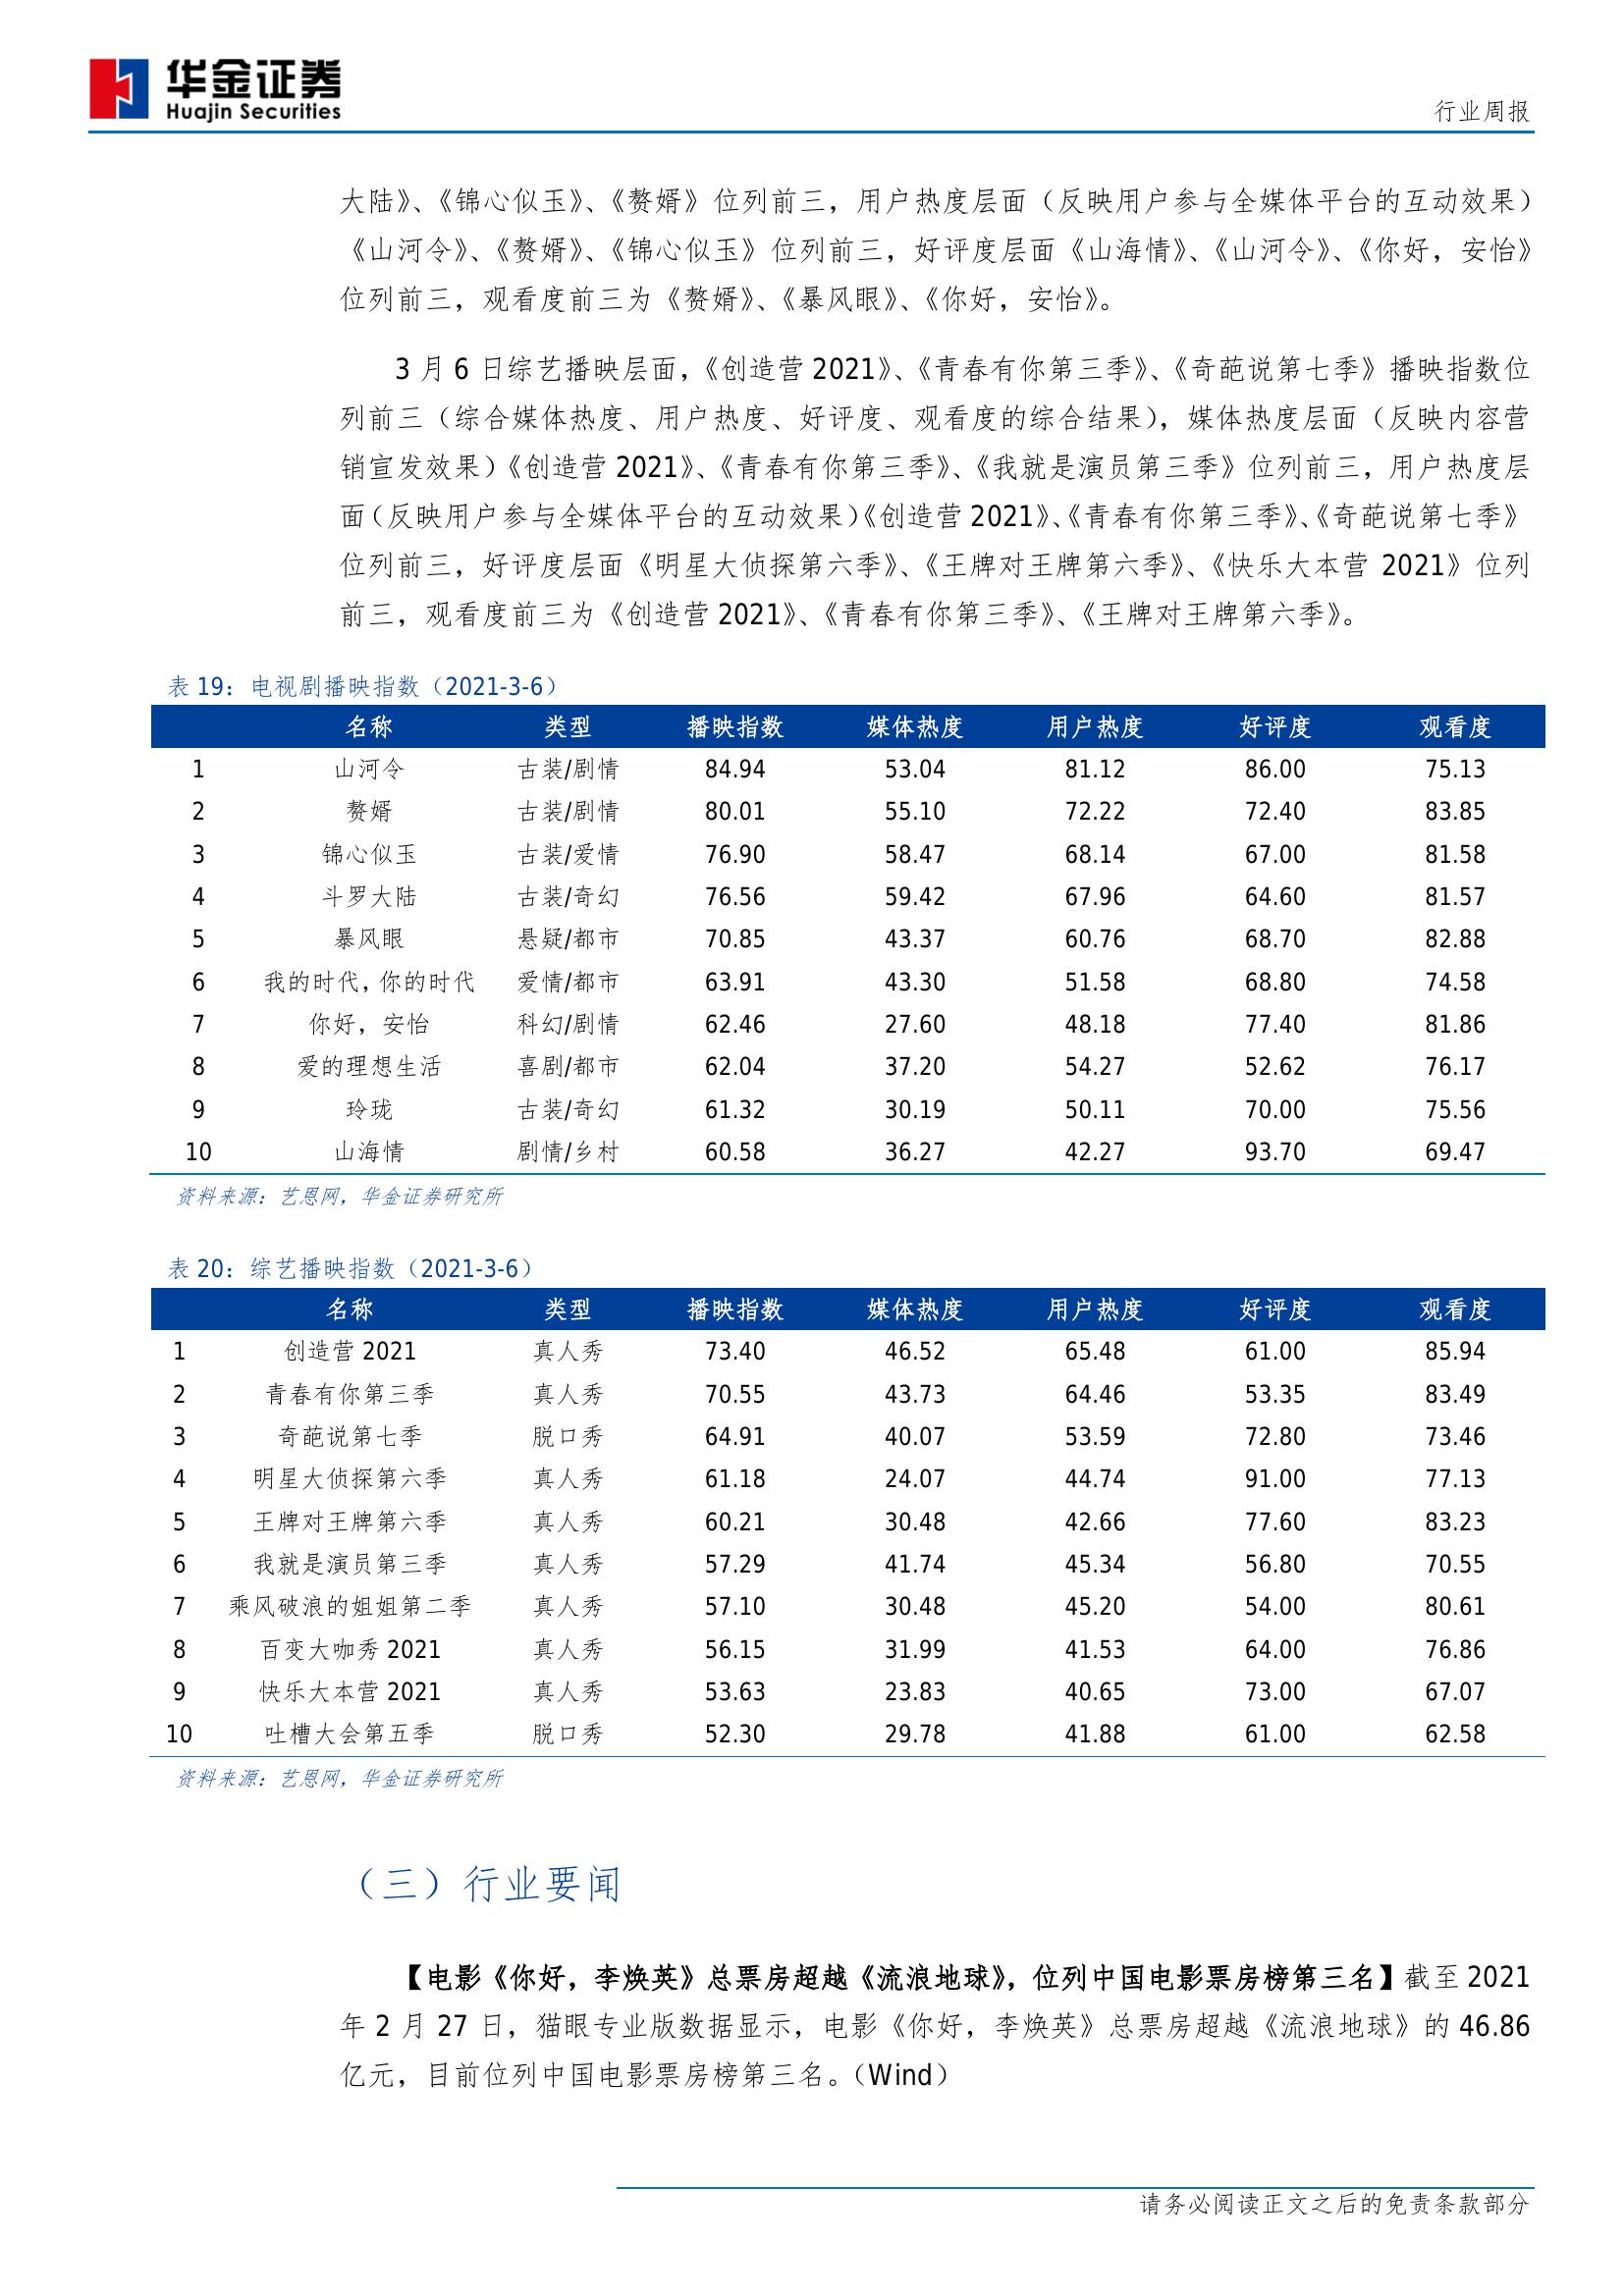 华金证券
Huajin Securities
行业周报
大陆》、《锦心似玉》、《赘婿》位列前三，用户热度层面（反映用户参与全媒体平台的互动效果）
《山河令》、《赘婿》、《锦心似玉》位列前三，好评度层面《山海情》、《山河令》、《你好，安怡》
位列前三，观看度前三为《赘婿》、《暴风眼》、《你好，安怡》。
3 月 6 日综艺播映层面，《创造营 2021》、《青春有你第三季》、《奇葩说第七季》播映指数位
列前三（综合媒体热度、用户热度、好评度、观看度的综合结果），媒体热度层面（反映内容营
销宣发效果）《创造营 2021》、《青春有你第三季》、《我就是演员第三季》位列前三，用户热度层
面（反映用户参与全媒体平台的互动效果）《创造营 2021》、《青春有你第三季》、《奇葩说第七季》
位列前三，好评度层面《明星大侦探第六季》、《王牌对王牌第六季》、《快乐大本营 2021》位列
前三，观看度前三为《创造营 2021》、《青春有你第三季》、《王牌对王牌第六季》。
表 19：电视剧播映指数（2021-3-6）
名称 类型 播映指数 媒体热度 用户热度 好评度 观看度
1 山河令 古装/剧情 84.94 53.04 81.12 86.00 75.13
2 赘婿 古装/剧情 80.01 55.10 72.22 72.40 83.85
3 锦心似玉 古装/爱情 76.90 58.47 68.14 67.00 81.58
4 斗罗大陆 古装/奇幻 76.56 59.42 67.96 64.60 81.57
5 暴风眼 悬疑/都市 70.85 43.37 60.76 68.70 82.88
6 我的时代，你的时代 爱情/都市 63.91 43.30 51.58 68.80 74.58
7 你好，安怡 科幻/剧情 62.46 27.60 48.18 77.40 81.86
8 爱的理想生活 喜剧/都市 62.04 37.20 54.27 52.62 76.17
9 玲珑 古装/奇幻 61.32 30.19 50.11 70.00 75.56
10 山海情 剧情/乡村 60.58 36.27 42.27 93.70 69.47
资料来源：艺恩网，华金证券研究所
表 20：综艺播映指数（2021-3-6）
名称 类型 播映指数 媒体热度 用户热度 好评度 观看度
1 创造营 2021 真人秀 73.40 46.52 65.48 61.00 85.94
2 青春有你第三季 真人秀 70.55 43.73 64.46 53.35 83.49
3 奇葩说第七季 脱口秀 64.91 40.07 53.59 72.80 73.46
4 明星大侦探第六季 真人秀 61.18 24.07 44.74 91.00 77.13
5 王牌对王牌第六季 真人秀 60.21 30.48 42.66 77.60 83.23
6 我就是演员第三季 真人秀 57.29 41.74 45.34 56.80 70.55
7 乘风破浪的姐姐第二季 真人秀 57.10 30.48 45.20 54.00 80.61
8 百变大咖秀 2021 真人秀 56.15 31.99 41.53 64.00 76.86
9 快乐大本营 2021 真人秀 53.63 23.83 40.65 73.00 67.07
10 吐槽大会第五季 脱口秀 52.30 29.78 41.88 61.00 62.58
资料来源：艺恩网，华金证券研究所
（三）行业要闻
【电影《你好，李焕英》总票房超越《流浪地球》，位列中国电影票房榜第三名】截至 2021
年 2 月 27 日，猫眼专业版数据显示，电影《你好，李焕英》总票房超越《流浪地球》的 46.86
亿元，目前位列中国电影票房榜第三名。（Wind）
请务必阅读正文之后的免责条款部分